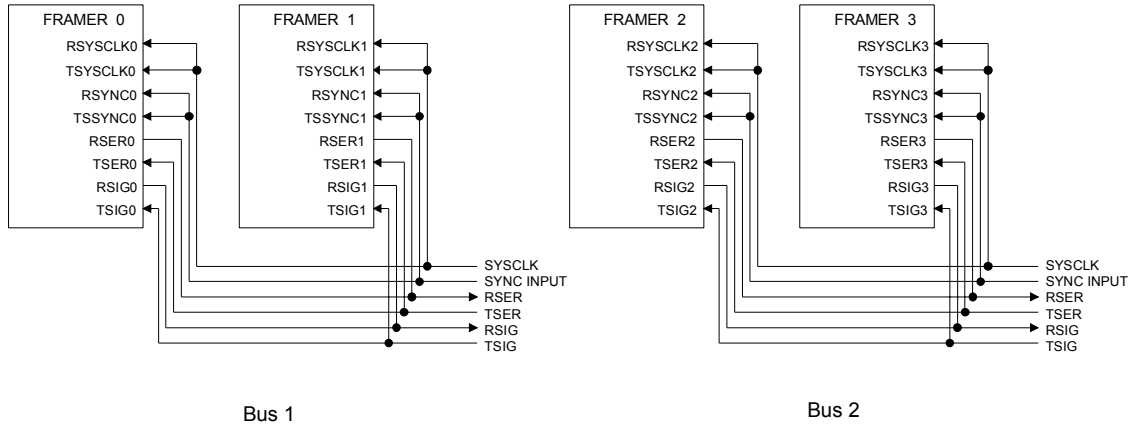 FRAMER 0
RSYSCLK0
TSYSCLK0
RSYNC0
TSSYNC0
RSER0
TSER0
RSIG0
TSIG0
FRAMER 1
RSYSCLK1
TSYSCLK1
RSYNC1
TSSYNC1
RSER1
TSER1
RSIG1
TSIG1
SYSCLK
SYNC INPUT
RSER
TSER
RSIG
TSIG
Bus 1
FRAMER 2
RSYSCLK2
TSYSCLK2
RSYNC2
TSSYNC2
RSER2
TSER2
RSIG2
TSIG2
FRAMER 3
RSYSCLK3
TSYSCLK3
RSYNC3
TSSYNC3
RSER3
TSER3
RSIG3
TSIG3
SYSCLK
SYNC INPUT
RSER
TSER
RSIG
TSIG
Bus 2